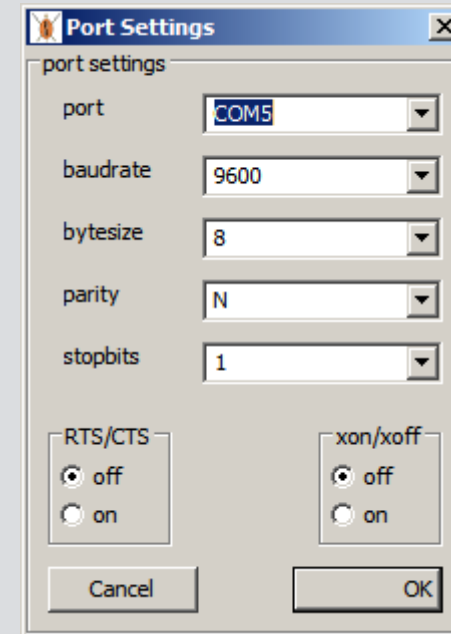 Port Settings
port settings
port COM5
baudrate 9600
bytesize 8
parity N
stopbits 1
RTS/CTS xon/xoff
off off
on on
Cancel OK